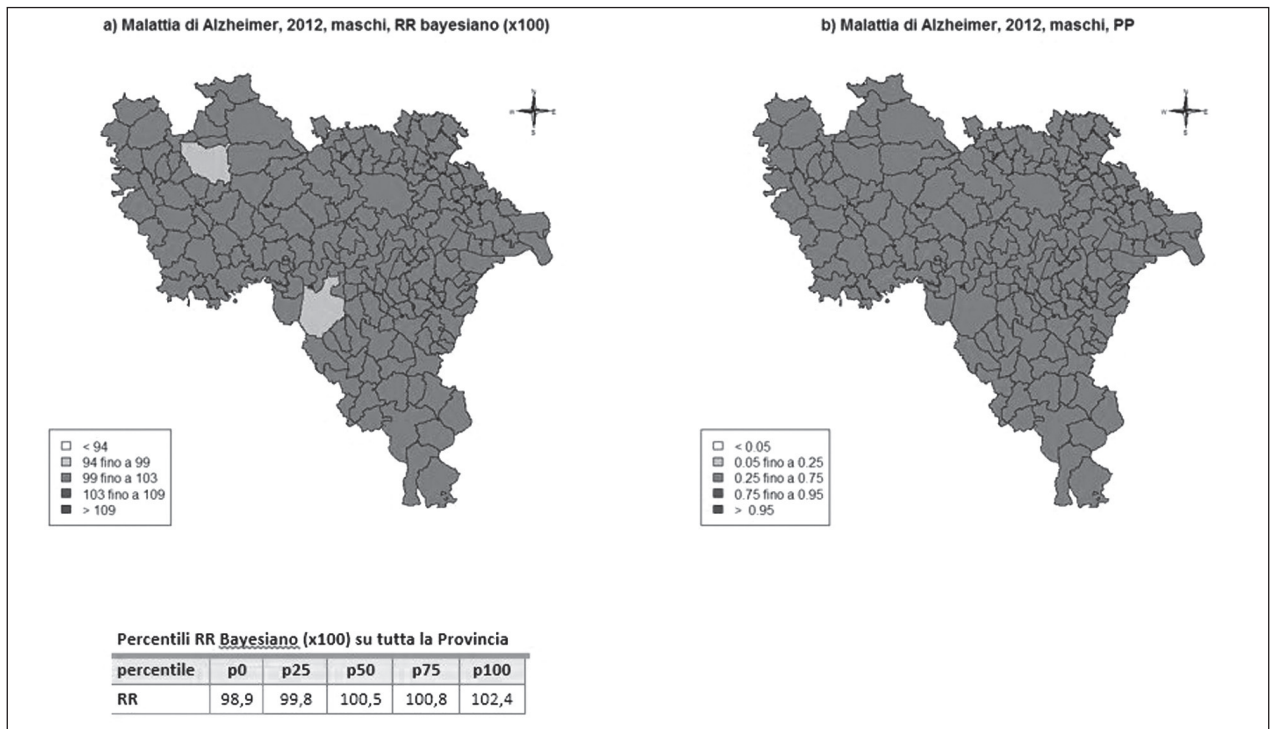 a) Malattia di Alzheimer, 2012, maschi, RR bayesiano (x100)
b) Malattia di Alzheimer, 2012, maschi, PP
N
W E
S
N
W E
S
< 94
94 fino a 99
99 fino a 103
103 fino a 109
> 109
< 0.05
0.05 fino a 0.25
0.25 fino a 0.75
0.75 fino a 0.95
> 0.95
Percentili RR Bayesiano (x100) su tutta la Provincia
percentile p0 p25 p50 p75 p100
RR 98,9 99,8 100,5 100,8 102,4